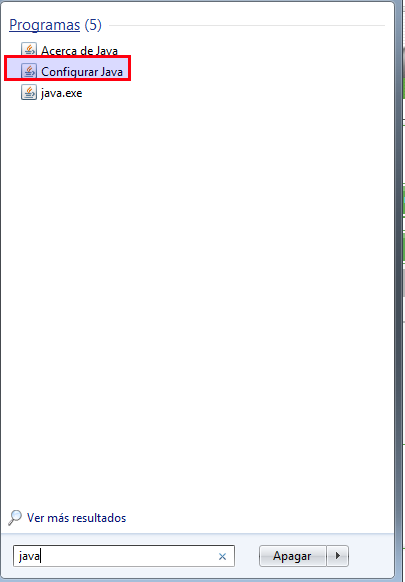 Programas (5)
Acerca de Java
Configurar Java
java.exe
Ver más resultados
java
Apagar